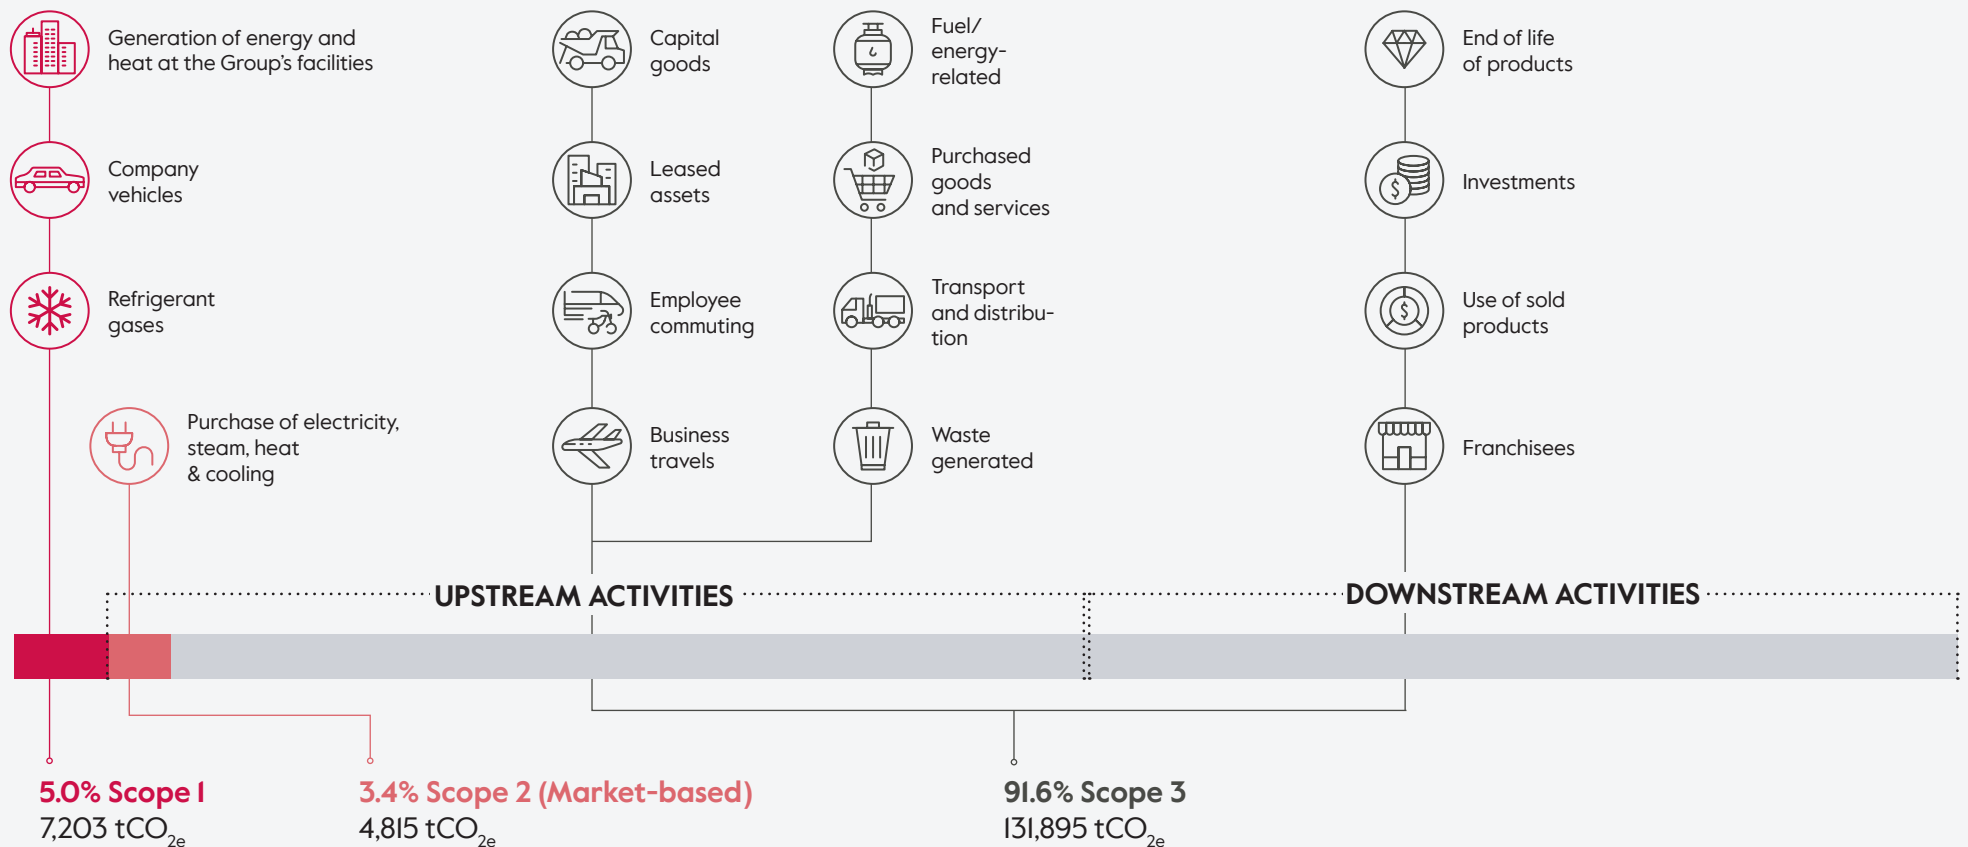 Generation of energy and
heat at the Group's facilities
Company
vehicles
Refrigerant
gases
Purchase of electricity,
steam, heat
& cooling
Capital
goods
Leased
assets
Employee
commuting
Business
travels
Fuel/
energy-
related
Purchased
goods
and services
Transport
and distribu-
tion
Waste
generated
End of life
of products
Investments
Use of sold
products
Franchisees
UPSTREAM ACTIVITIES
DOWNSTREAM ACTIVITIES
5.0% Scope 1
7,203 tCO2e
3.4% Scope 2 (Market-based)
4,815 tCO2e
91.6% Scope 3
131,895 tCO2e